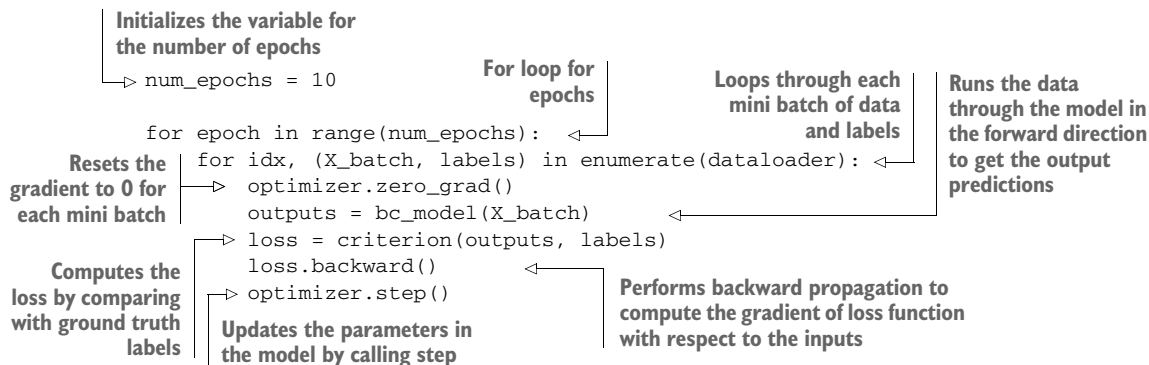 Initializes the variable for
the number of epochs
num_epochs = 10
For loop for
epochs
Loops through each
mini batch of data
and labels
Runs the data
through the model in
the forward direction
to get the output
predictions
for epoch in range(num_epochs):
for idx, (X_batch, labels) in enumerate(dataloader):
Resets the
gradient to 0 for
each mini batch
optimizer.zero_grad()
outputs = bc_model(X_batch)
loss = criterion(outputs, labels)
loss.backward()
optimizer.step()
Computes the
loss by comparing
with ground truth
labels
Updates the parameters in
the model by calling step
Performs backward propagation to
compute the gradient of loss function
with respect to the inputs